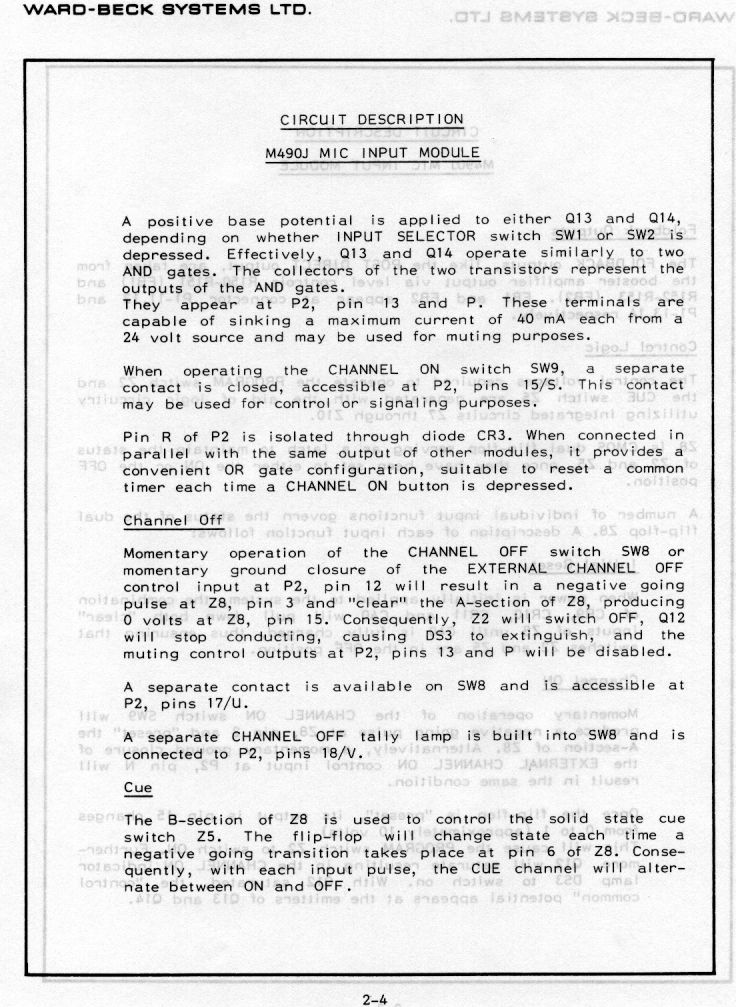 WARD-BECK SYSTEMS LTD.
CIRCUIT DESCRIPTION
M490J MIC INPUT MODULE
A positive base potential is applied to either Q13 and Q14,
depending on whether INPUT SELECTOR switch SW1 or SW2 is
depressed. Effectively, Q13 and Q14 operate similarly to two
AND gates. The collectors of the two transistors represent the
outputs of the AND gates.
They appear at P2, pin 13 and P. These terminals are
capable of sinking a maximum current of 40 mA each from a
24 volt source and may be used for muting purposes.
When operating the CHANNEL ON switch SW9, a separate
contact is closed, accessible at P2, pins 15/S. This contact
may be used for control or signaling purposes.
Pin R of P2 is isolated through diode CR3. When connected in
parallel with the same output of other modules, it provides a
convenient OR gate configuration, suitable to reset a common
timer each time a CHANNEL ON button is depressed.
Channel Off
Momentary operation of the CHANNEL OFF switch SW8 or
momentary ground closure of the EXTERNAL CHANNEL OFF
control input at P2, pin 12 will result in a negative going
pulse at Z8, pin 3 and "clear" the A-section of Z8, producing
0 volts at Z8, pin 15. Consequently, Z2 will switch OFF, Q12
will stop conducting, causing DS3 to extinguish, and the
muting control outputs at P2, pins 13 and P will be disabled.
A separate contact is available on SW8 and is accessible at
P2, pins 17/U.
A separate CHANNEL OFF tally lamp is built into SW8 and is
connected to P2, pins 18/V.
Cue
The B-section of Z8 is used to control the solid state cue
switch Z5. The flip-flop will change state each time a
negative going transition takes place at pin 6 of Z8. Conse-
quently, with each input pulse, the CUE channel will alter-
nate between ON and OFF.
2-4